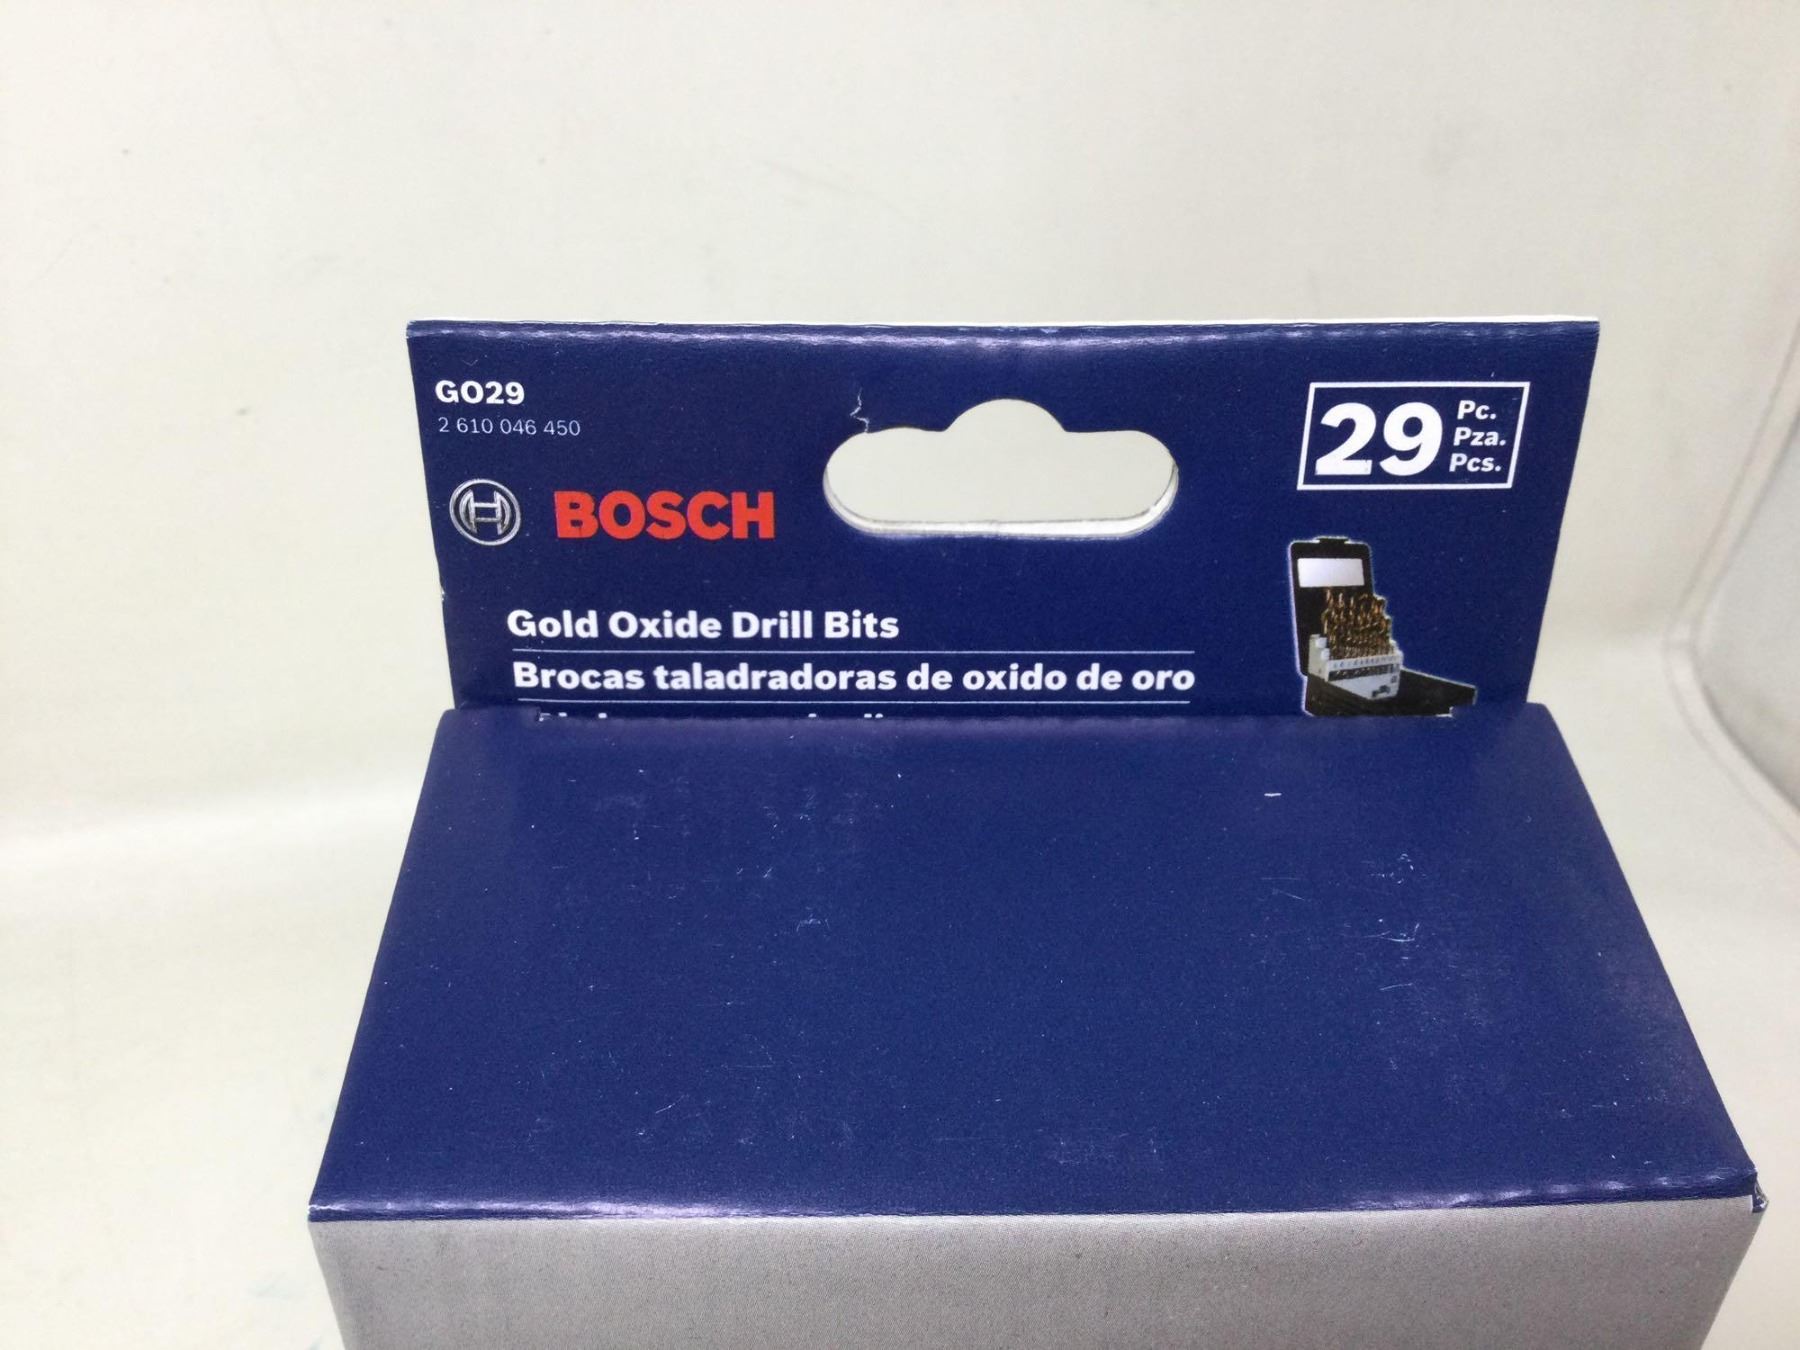 GO29
2 610 046 450
BOSCH
29 Pc.
Pza.
Pcs.
Gold Oxide Drill Bits
Brocas taladradoras de oxido de oro